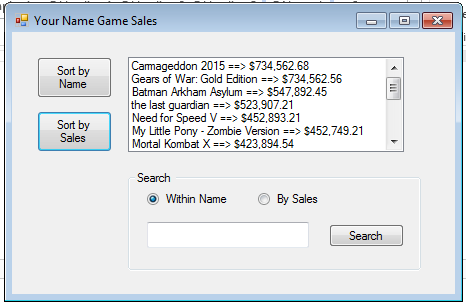 Your Name Game Sales
Sort by
Name
Sort by
Sales
Carmageddon 2015 ==> $734,562.68
Gears of War: Gold Edition ==> $734,562.56
Batman Arkham Asylum ==> $547,892.45
the last guardian ==> $523,907.21
Need for Speed V ==> $452,893.21
My Little Pony - Zombie Version ==> $452,749.21
Mortal Kombat X ==> $423,894.54
Search
Within Name
By Sales
Search